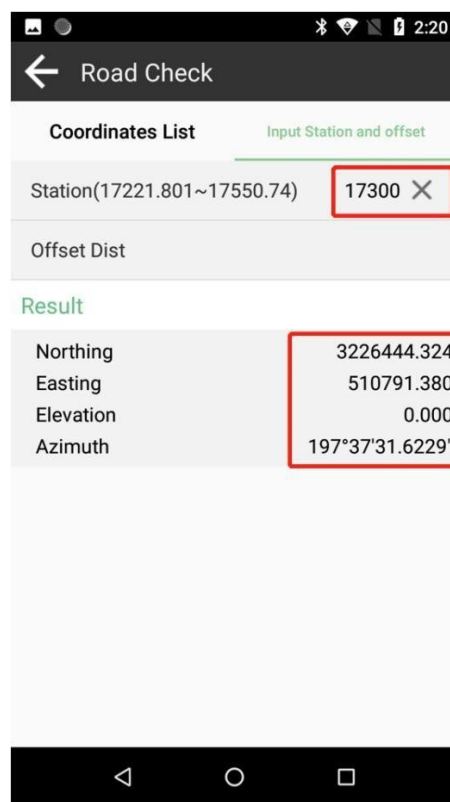 2:20
Road Check
Coordinates List Input Station and offset
Station(17221.801~17550.74) 17300
Offset Dist
Result
Northing 3226444.324
Easting 510791.380
Elevation 0.000
Azimuth 197°37'31.6229"